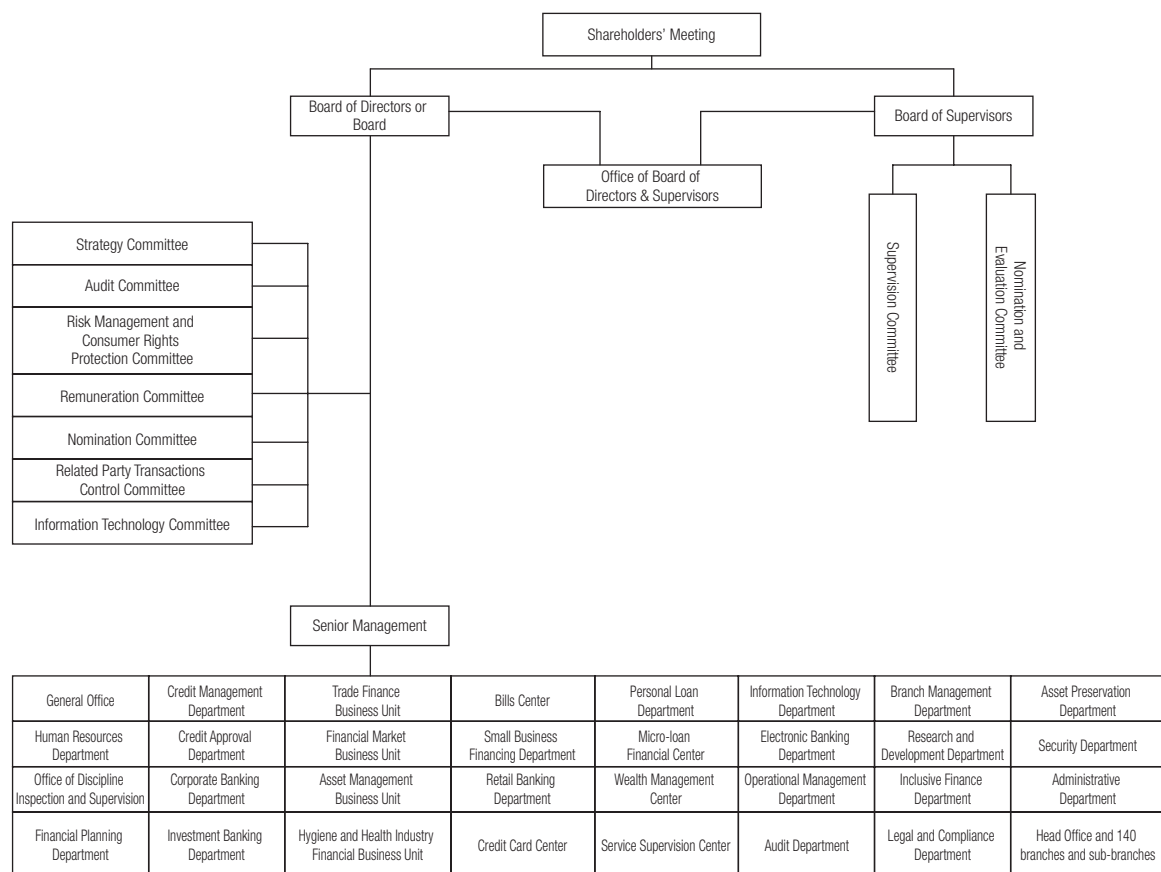 Shareholders’ Meeting
Board of Directors or
Board
Board of Supervisors
Office of Board of
Directors & Supervisors
Strategy Committee
Audit Committee
Risk Management and
Consumer Rights
Protection Committee
Remuneration Committee
Nomination Committee
Related Party Transactions
Control Committee
Information Technology Committee
Supervision Committee
Nomination and
Evaluation Committee
Senior Management
General Office
Credit Management
Department
Trade Finance
Business Unit
Bills Center
Personal Loan
Department
Information Technology
Department
Branch Management
Department
Asset Preservation
Department
Human Resources
Department
Credit Approval
Department
Financial Market
Business Unit
Small Business
Financing Department
Micro-loan
Financial Center
Electronic Banking
Department
Research and
Development Department
Security Department
Office of Discipline
Inspection and Supervision
Corporate Banking
Department
Asset Management
Business Unit
Retail Banking
Department
Wealth Management
Center
Operational Management
Department
Inclusive Finance
Department
Administrative
Department
Financial Planning
Department
Investment Banking
Department
Hygiene and Health Industry
Financial Business Unit
Credit Card Center
Service Supervision Center
Audit Department
Legal and Compliance
Department
Head Office and 140
branches and sub-branches